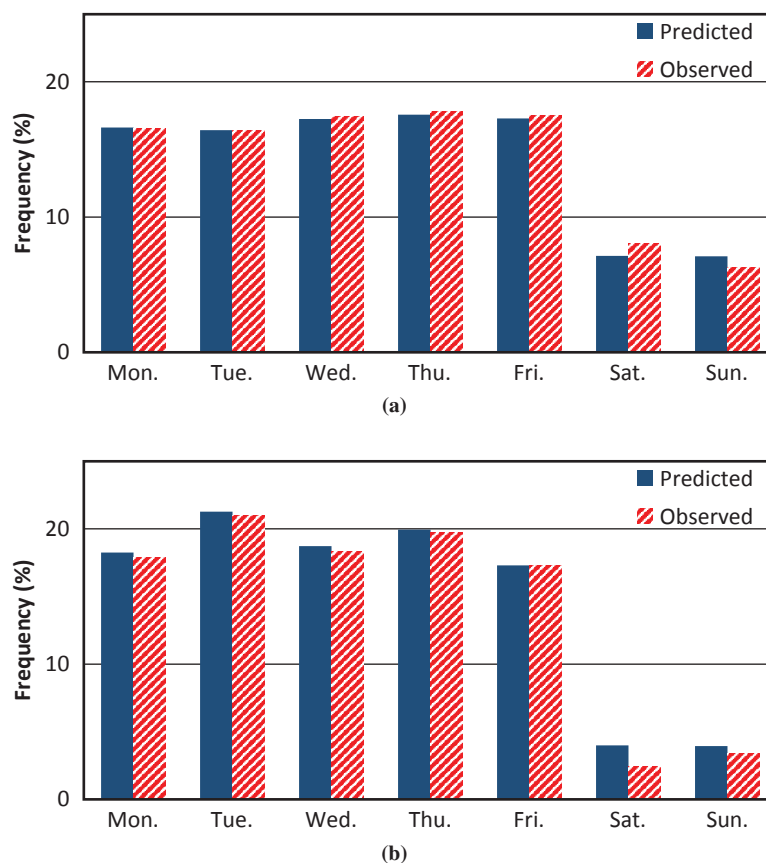 Predicted
Observed
20
10
0
Frequency (%)
Mon. Tue. Wed. Thu. Fri. Sat. Sun.
(a)
Predicted
Observed
20
10
0
Frequency (%)
Mon. Tue. Wed. Thu. Fri. Sat. Sun.
(b)